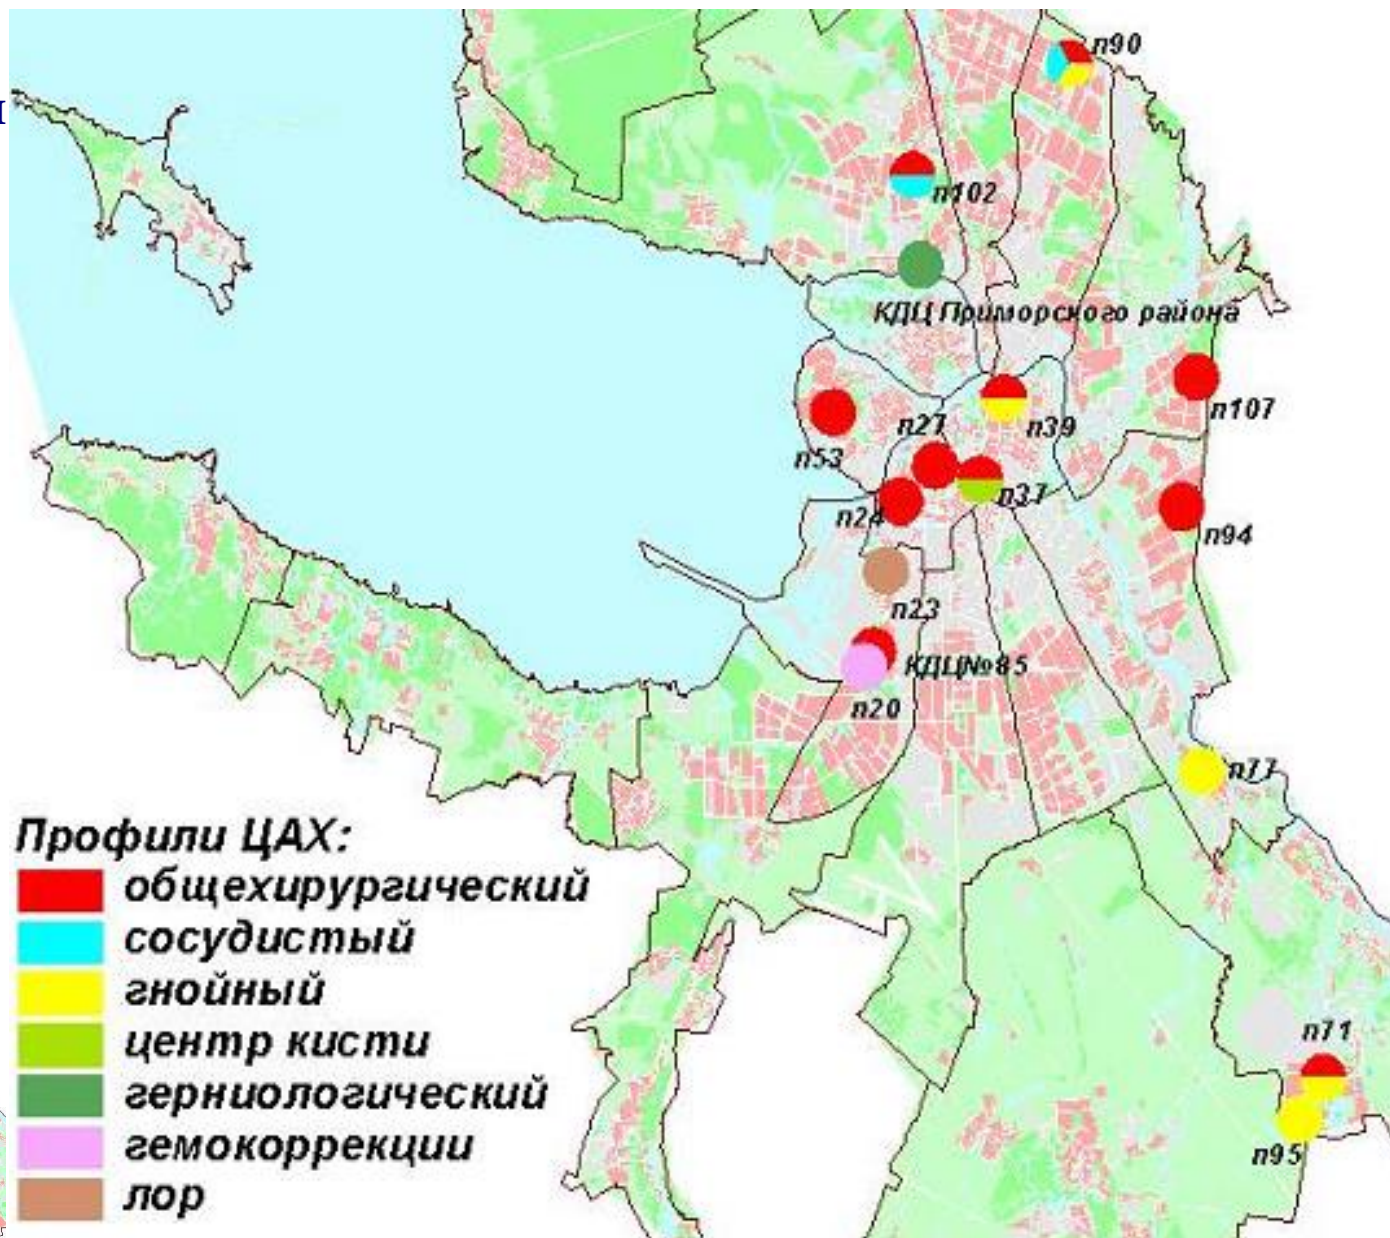 п90
п102
КДЦ Приморского района
п107
п27
п39
п53
п37
п24
п94
п23
КДЦ№85
п20
п77
Профили ЦАХ:
общехирургический
сосудистый
гнойный
центр кисти
герниологический
гемокоррекции
лор
п71
п95